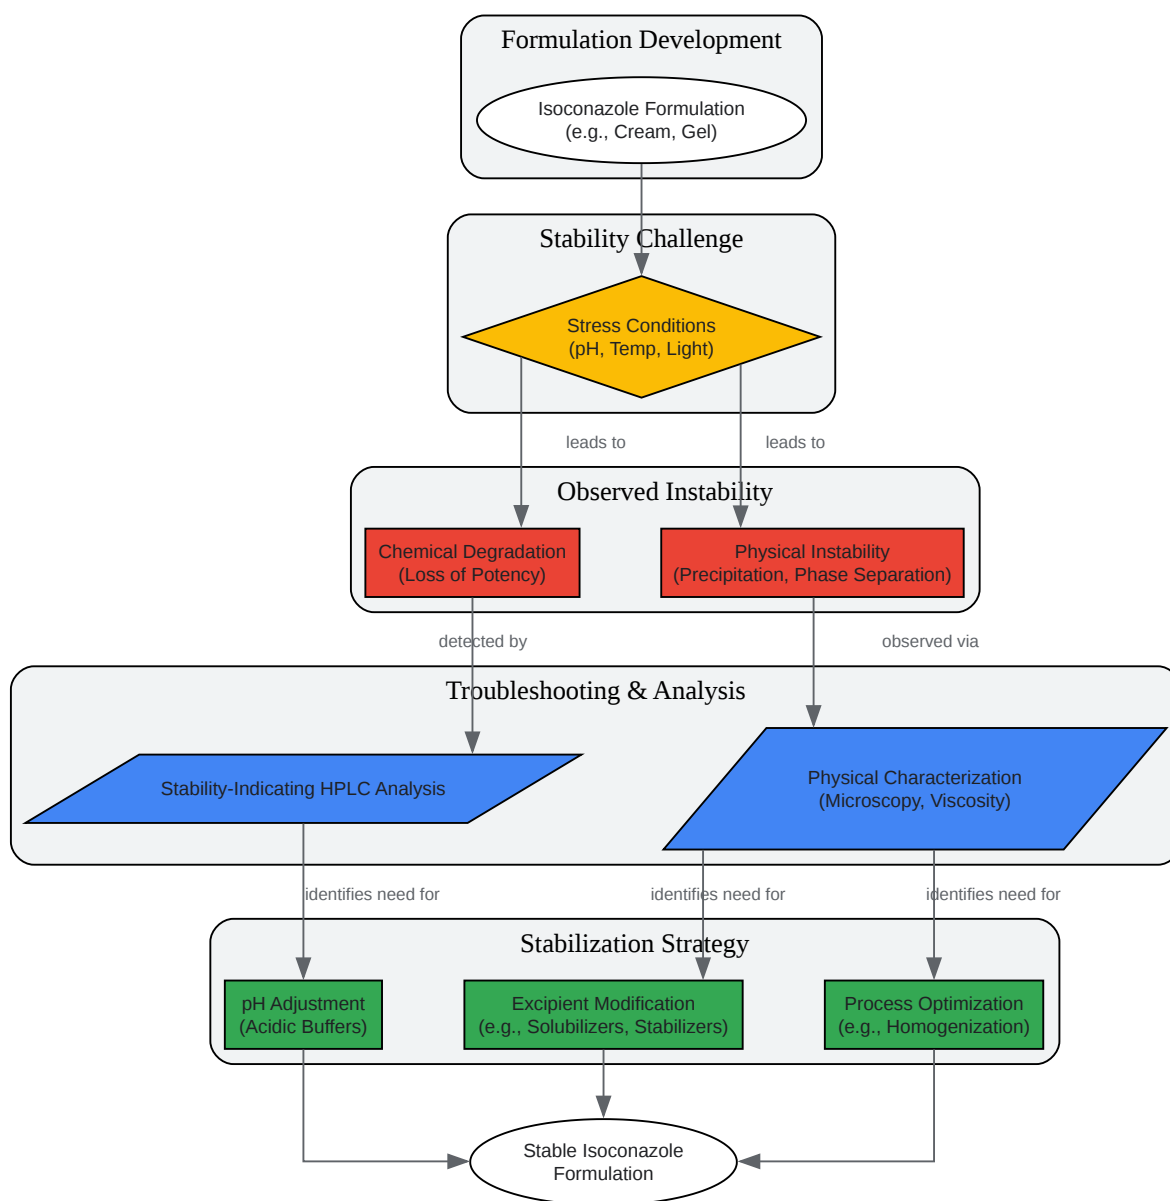 Formulation Development
Isoconazole Formulation
(e.g., Cream, Gel)
Stability Challenge
Stress Conditions
(pH, Temp, Light)
leads to
leads to
Observed Instability
Chemical Degradation
(Loss of Potency)
Physical Instability
(Precipitation, Phase Separation)
detected by
observed via
Troubleshooting & Analysis
Stability-Indicating HPLC Analysis
Physical Characterization
(Microscopy, Viscosity)
identifies need for
identifies need for
identifies need for
Stabilization Strategy
pH Adjustment
(Acidic Buffers)
Excipient Modification
(e.g., Solubilizers, Stabilizers)
Process Optimization
(e.g., Homogenization)
Stable Isoconazole
Formulation